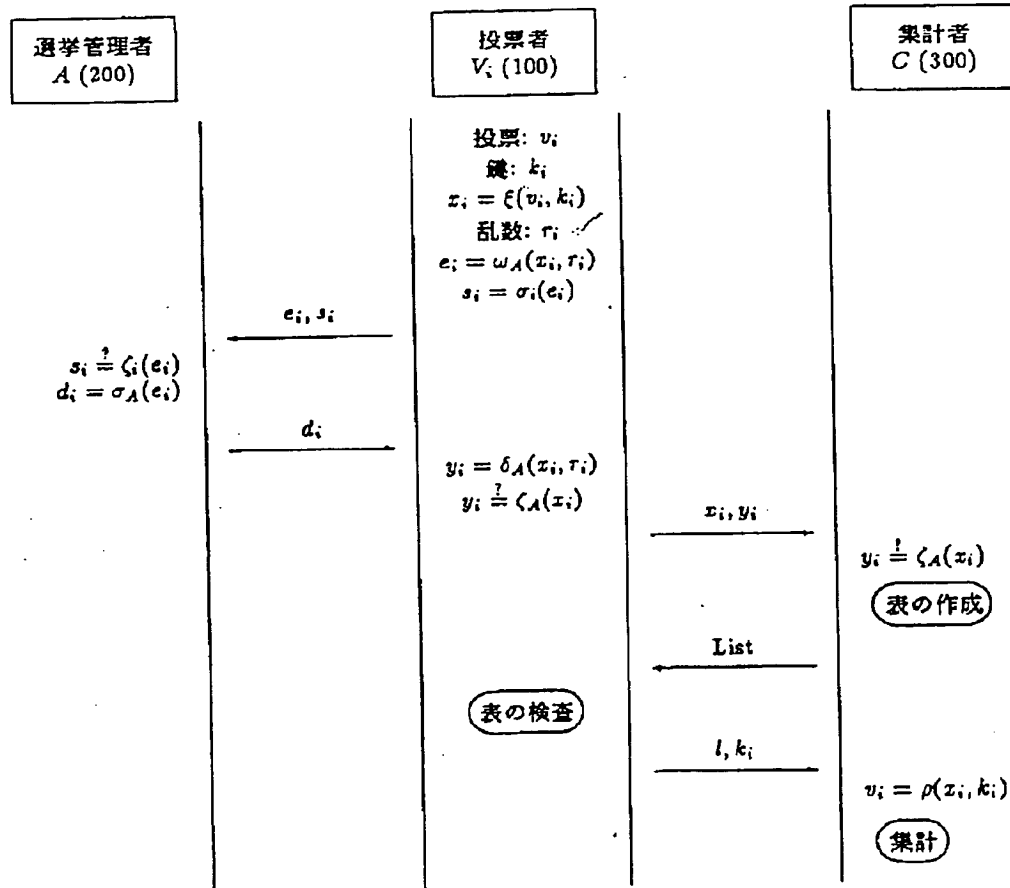 選挙管理者
A (200)
投票者
V_i (100)
集計者
C (300)
投票: v_i
鍵: k_i
x_i = ξ(v_i, k_i)
乱数: r_i
e_i = ω_A(x_i, r_i)
s_i = σ_i(e_i)
e_i, s_i
s_i ≟ ζ_i(e_i)
d_i = σ_A(e_i)
d_i
y_i = δ_A(x_i, r_i)
y_i ≟ ζ_A(x_i)
x_i, y_i
y_i ≟ ζ_A(x_i)
表の作成
List
表の検査
l, k_i
v_i = ρ(x_i, k_i)
集計